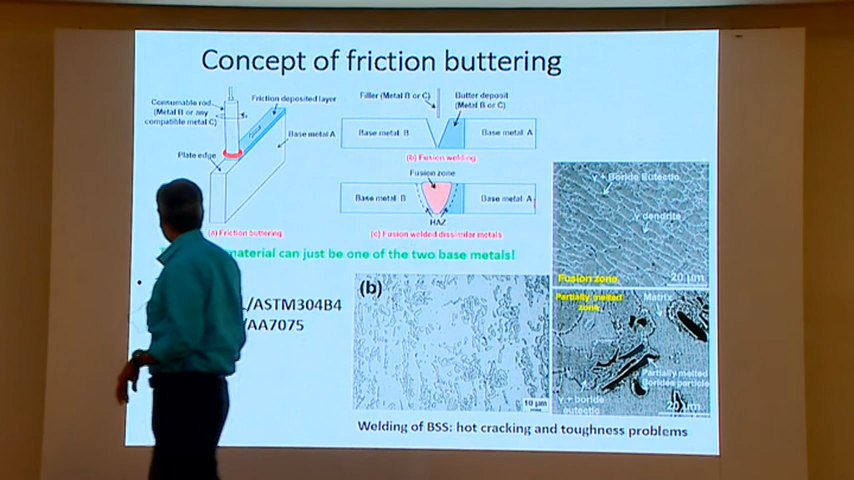 Concept of friction buttering
Consumable rod
(Metal B or any
compatible metal C)
Friction deposited layer
Base metal A
Plate edge
(a) Friction buttering
Filler (Metal B or C)
Butter deposit
(Metal B or C)
Base metal B
Base metal A
(b) Fusion welding
Fusion zone
Base metal B
Base metal A
HAZ
(c) Fusion welded dissimilar metals
material can just be one of the two base metals!
L/ASTM304B4
/AA7075
(b)
10 µm
γ + Boride Eutectic
γ dendrite
Fusion zone
20 µm
Partially melted
zone
Matrix
Partially melted
Borides particle
γ + boride
eutectic
20 µm
Welding of BSS: hot cracking and toughness problems